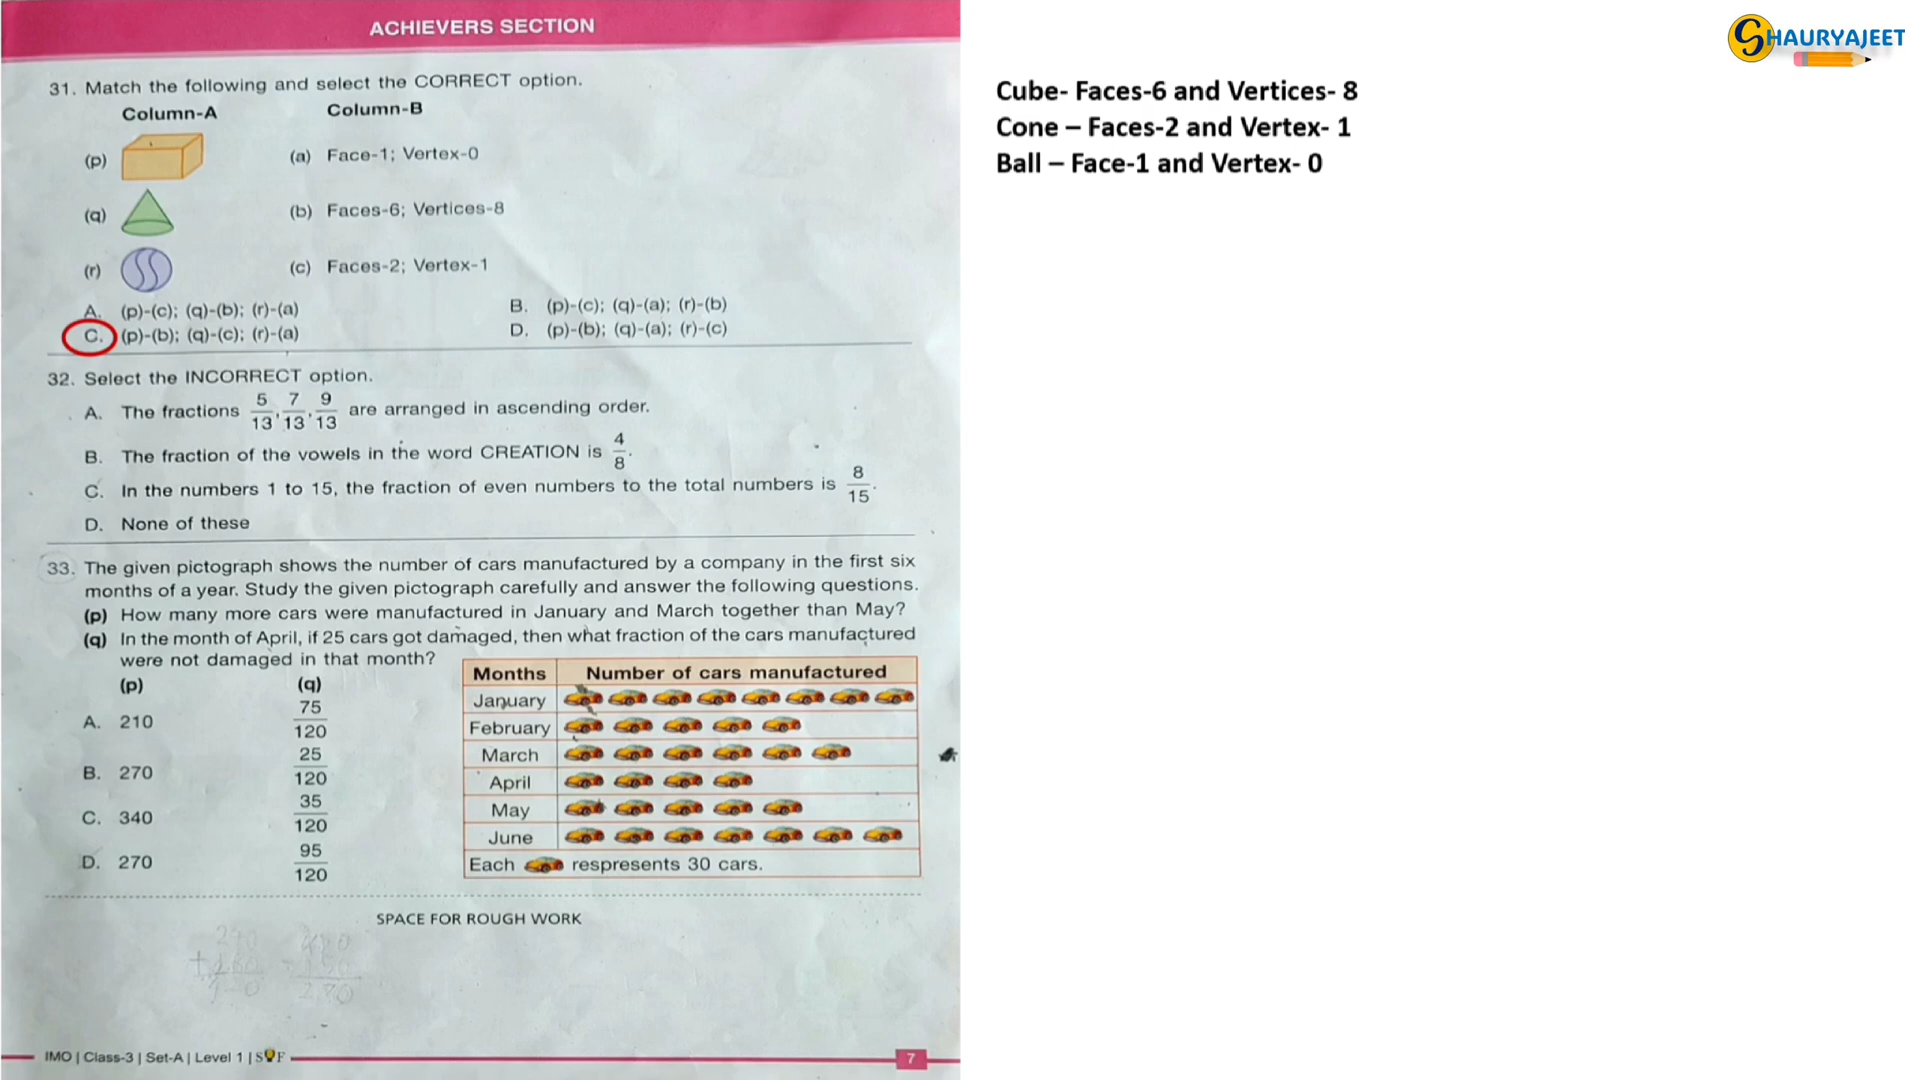 ACHIEVERS SECTION
31. Match the following and select the CORRECT option.
Column-A Column-B
(p) (a) Face-1; Vertex-0
(q) (b) Faces-6; Vertices-8
(r) (c) Faces-2; Vertex-1
A. (p)-(c); (q)-(b); (r)-(a) B. (p)-(c); (q)-(a); (r)-(b)
C. (p)-(b); (q)-(c); (r)-(a) D. (p)-(b); (q)-(a); (r)-(c)
32. Select the INCORRECT option.
A. The fractions 5/13, 7/13, 9/13 are arranged in ascending order.
B. The fraction of the vowels in the word CREATION is 4/8.
C. In the numbers 1 to 15, the fraction of even numbers to the total numbers is 8/15.
D. None of these
33. The given pictograph shows the number of cars manufactured by a company in the first six
months of a year. Study the given pictograph carefully and answer the following questions.
(p) How many more cars were manufactured in January and March together than May?
(q) In the month of April, if 25 cars got damaged, then what fraction of the cars manufactured
were not damaged in that month?
(p) (q)
A. 210 75/120
B. 270 25/120
C. 340 35/120
D. 270 95/120
Months Number of cars manufactured
January
February
March
April
May
June
Each respresents 30 cars.
SPACE FOR ROUGH WORK
IMO | Class-3 | Set-A | Level 1 | SOF
7
SHAURYAJEET
Cube- Faces-6 and Vertices- 8
Cone – Faces-2 and Vertex- 1
Ball – Face-1 and Vertex- 0